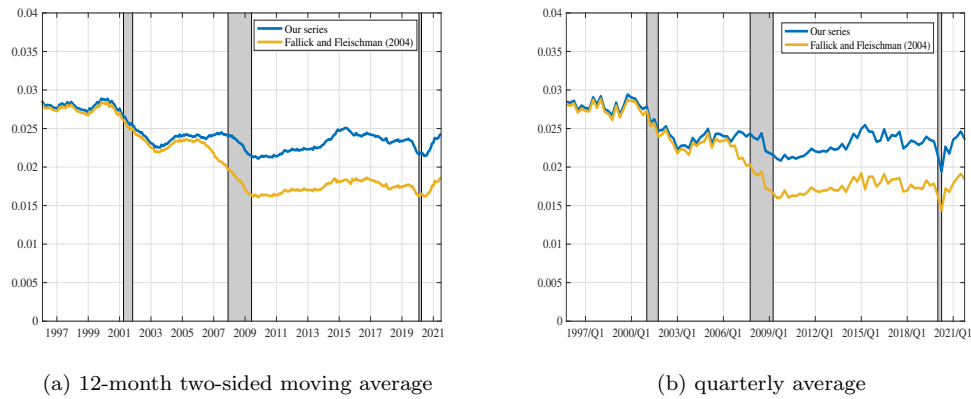 0.04
0.035
0.03
0.025
0.02
0.015
0.01
0.005
0
Our series
Fallick and Fleischman (2004)
1997 1999 2001 2003 2005 2007 2009 2011 2013 2015 2017 2019 2021
(a) 12-month two-sided moving average
0.04
0.035
0.03
0.025
0.02
0.015
0.01
0.005
0
Our series
Fallick and Fleischman (2004)
1997/Q1 2000/Q1 2003/Q1 2006/Q1 2009/Q1 2012/Q1 2015/Q1 2018/Q1 2021/Q1
(b) quarterly average